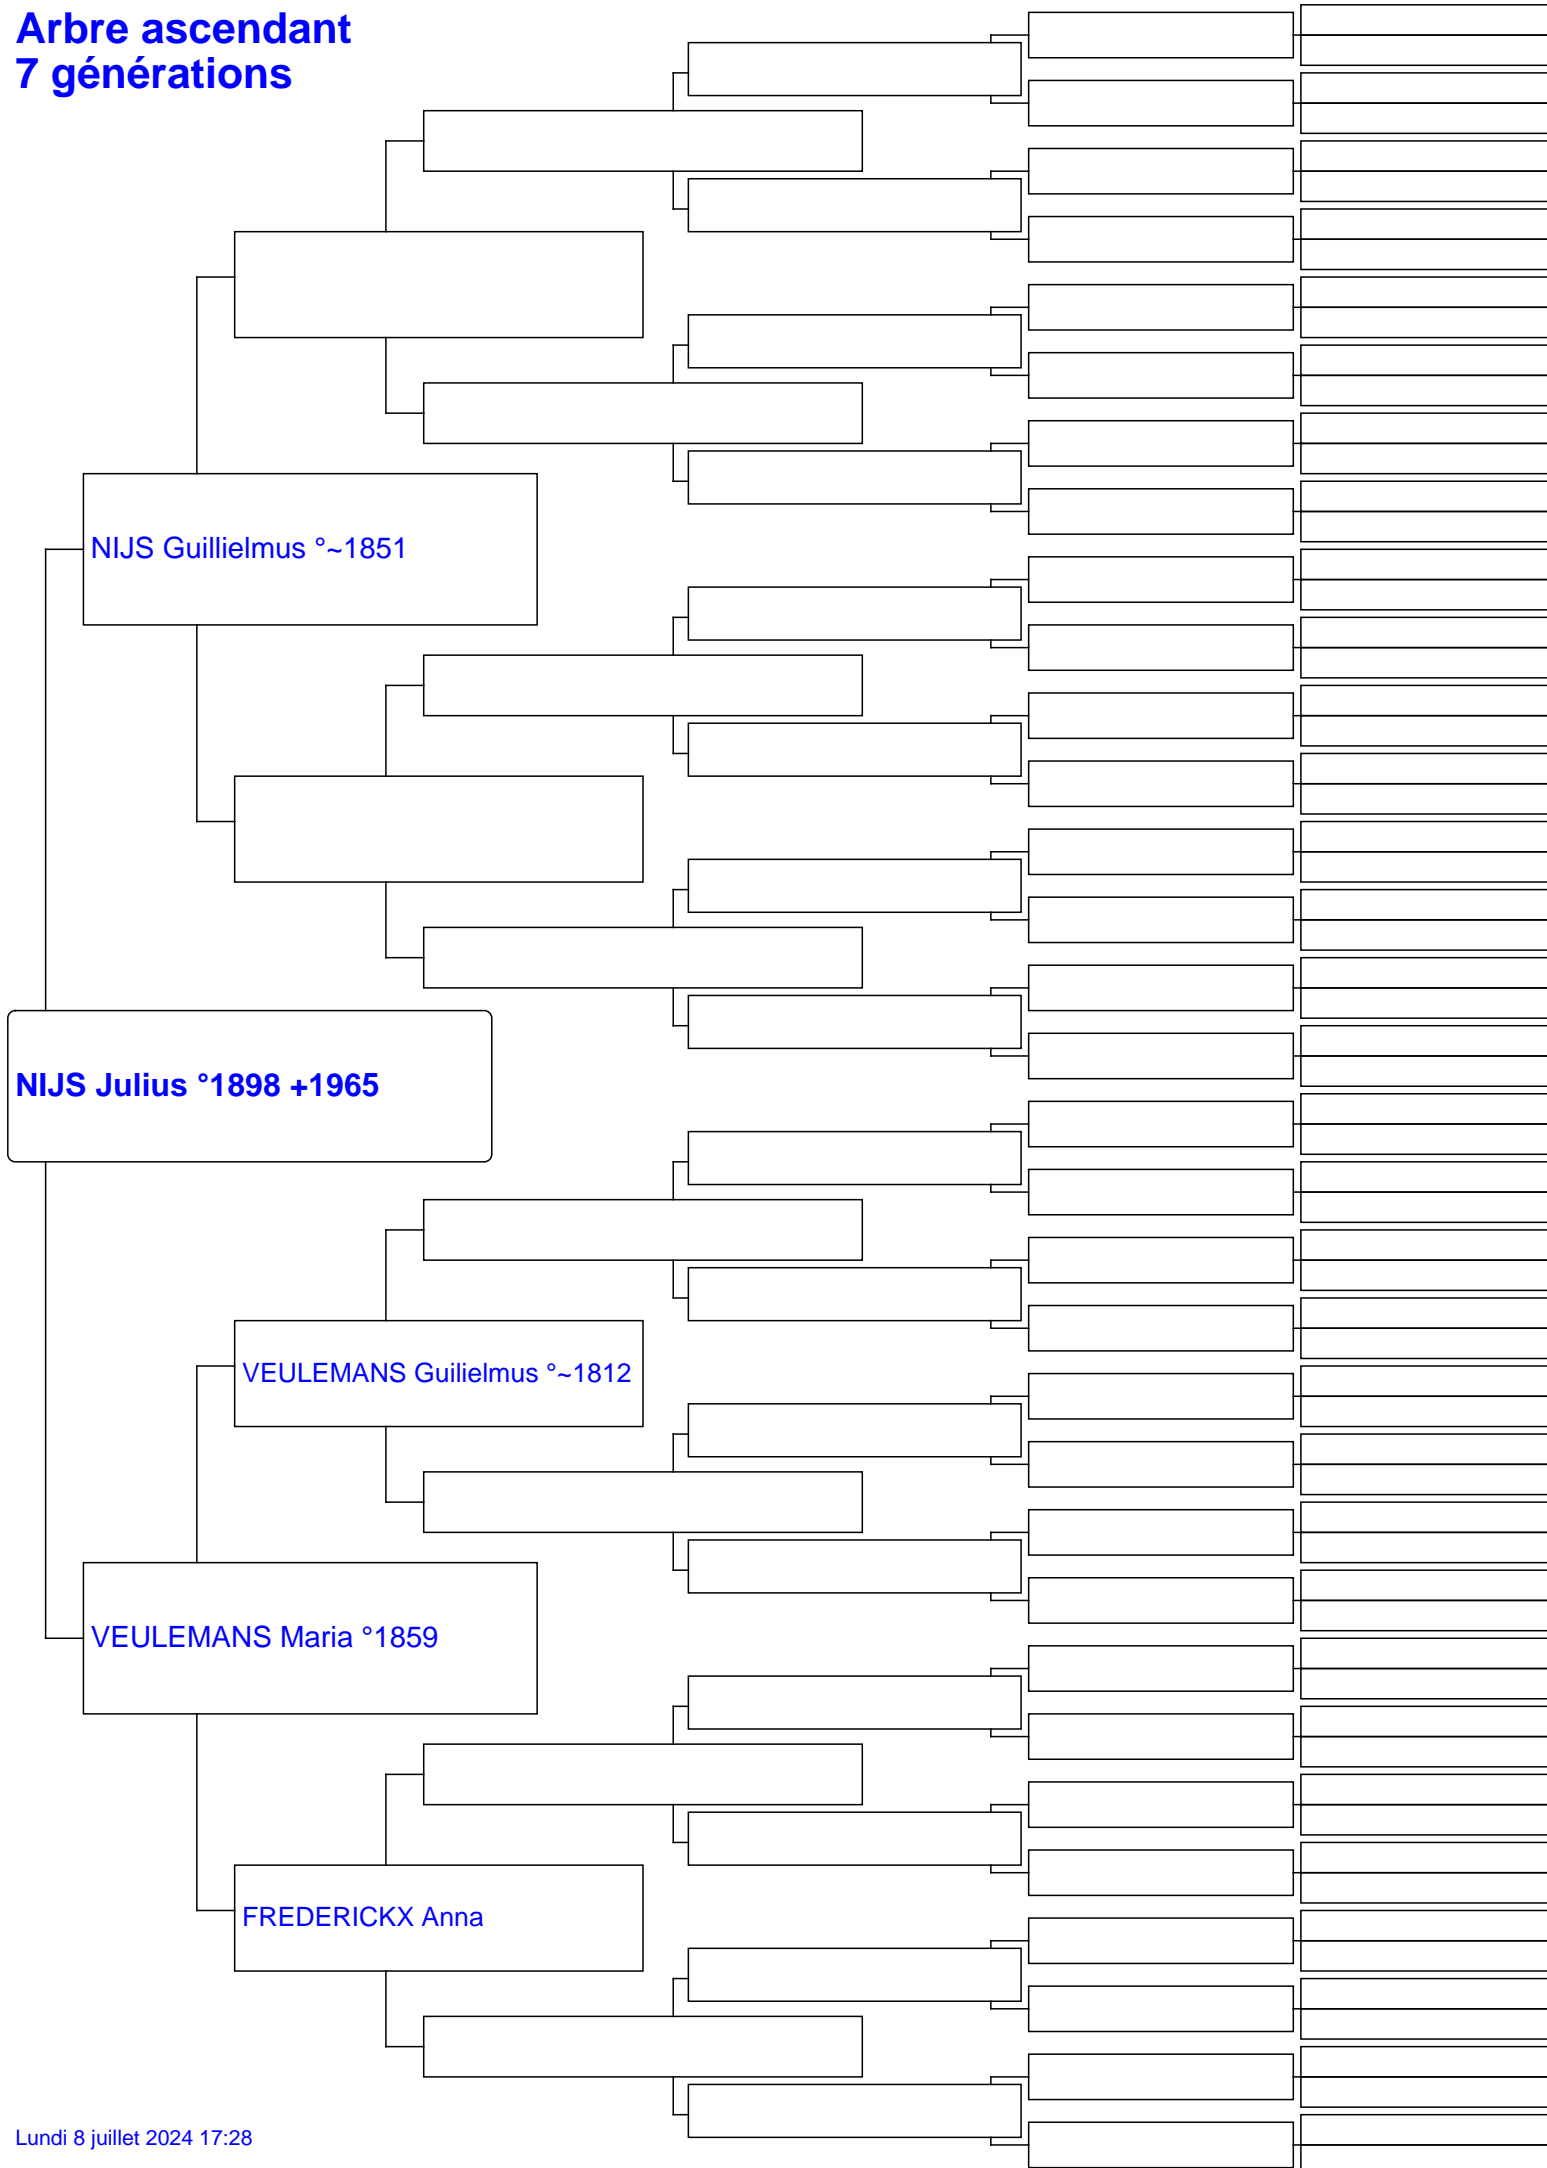 Arbre ascendant
7 générations
NIJS Guillielmus °~1851
NIJS Julius °1898 +1965
VEULEMANS Guilielmus °~1812
VEULEMANS Maria °1859
FREDERICKX Anna
Lundi 8 juillet 2024 17:28